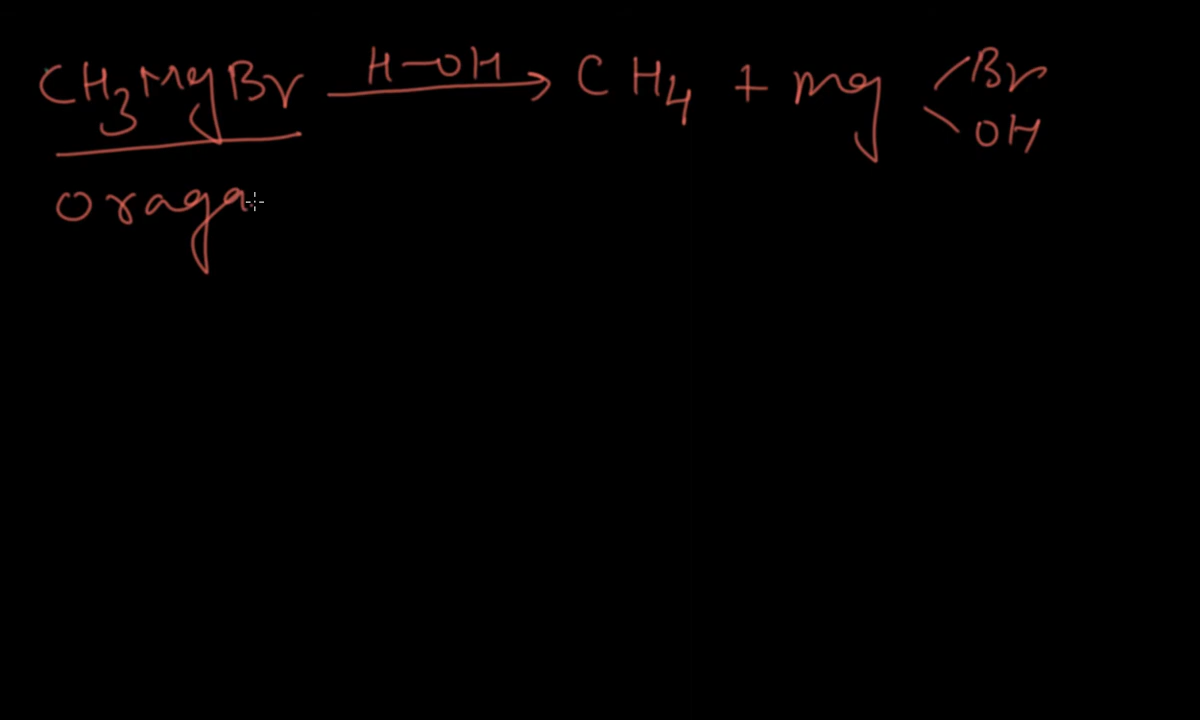 CH3MgBr H-OH → CH4 + mg < Br OH
oraga